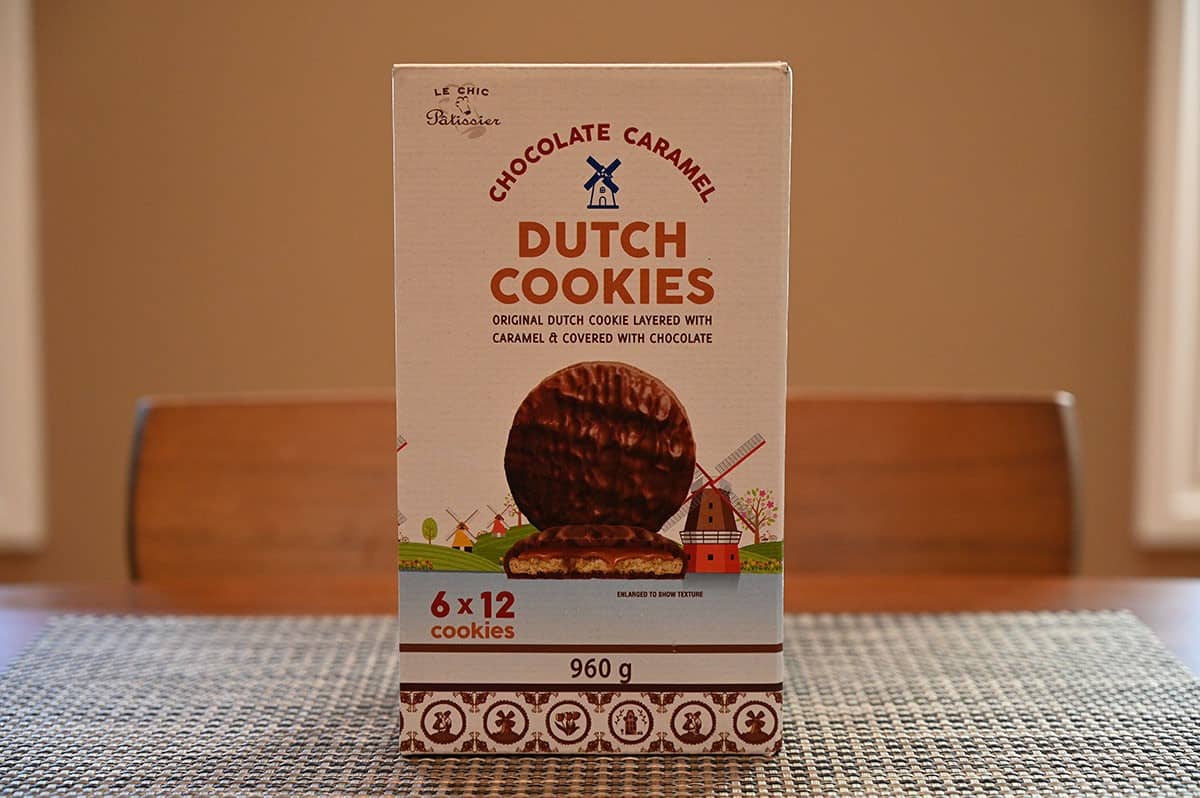 LE CHIC
Pâtissier
CHOCOLATE CARAMEL
DUTCH
COOKIES
ORIGINAL DUTCH COOKIE LAYERED WITH
CARAMEL & COVERED WITH CHOCOLATE
ENLARGED TO SHOW TEXTURE
6 x 12
cookies
960 g